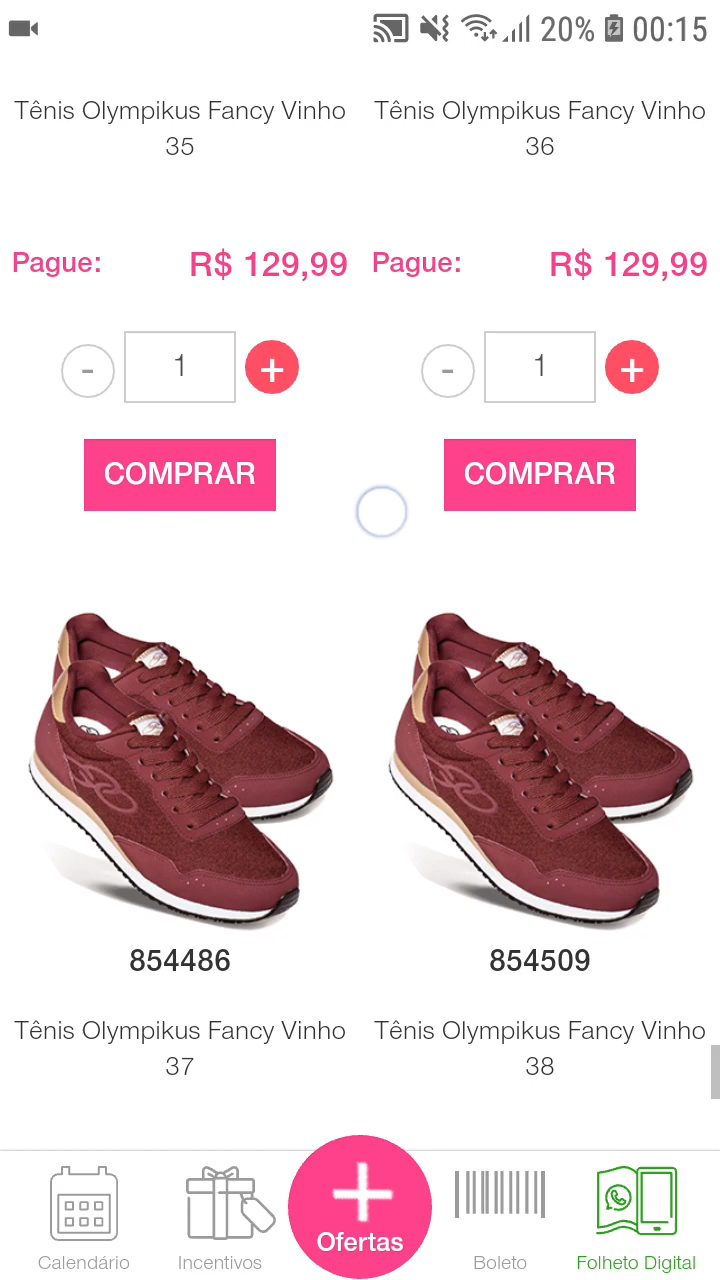 20% 00:15
Tênis Olympikus Fancy Vinho
35
Tênis Olympikus Fancy Vinho
36
Pague: R$ 129,99
Pague: R$ 129,99
- 1 +
- 1 +
COMPRAR
COMPRAR
854486
854509
Tênis Olympikus Fancy Vinho
37
Tênis Olympikus Fancy Vinho
38
Calendário
Incentivos
Ofertas
Boleto
Folheto Digital